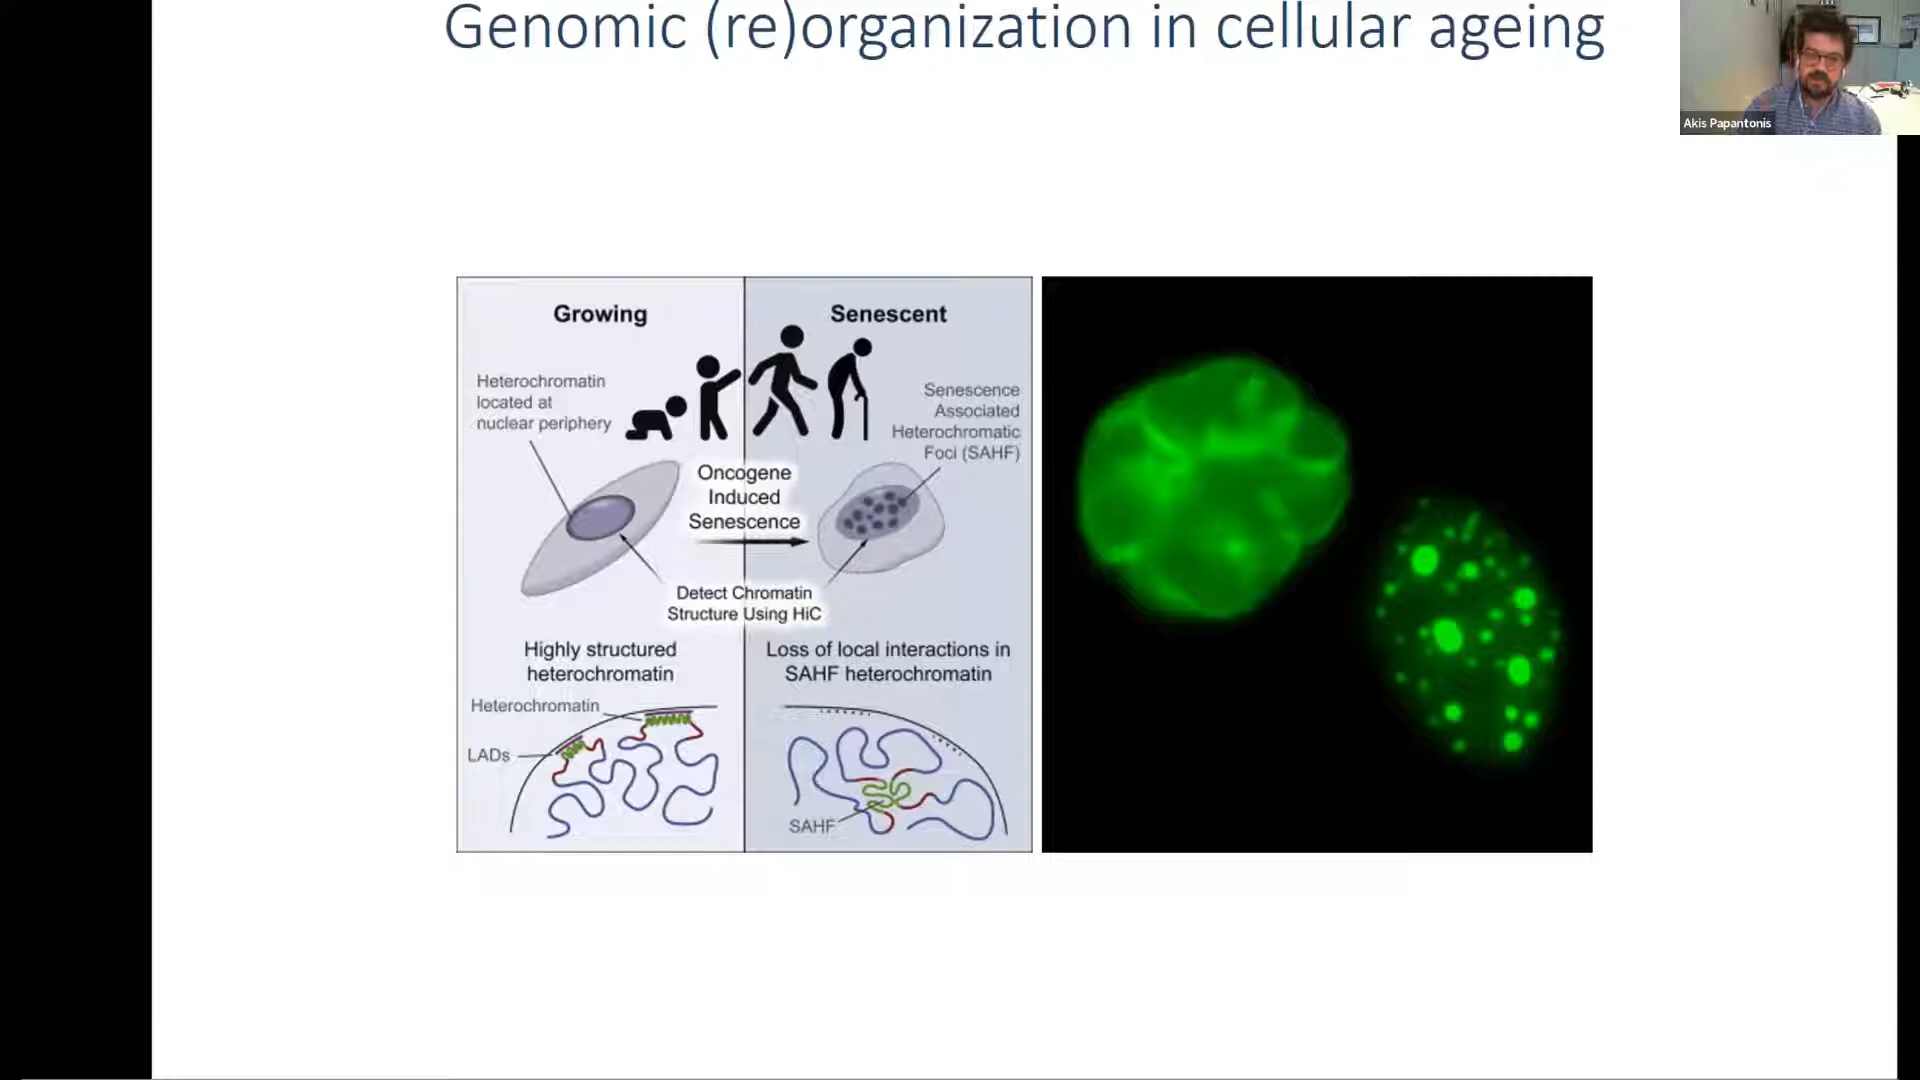 Genomic (re)organization in cellular ageing
Akis Papantonis
Growing
Senescent
Heterochromatin
located at
nuclear periphery
Senescence
Associated
Heterochromatic
Foci (SAHF)
Oncogene
Induced
Senescence
Detect Chromatin
Structure Using HiC
Highly structured
heterochromatin
Loss of local interactions in
SAHF heterochromatin
Heterochromatin
LADs
SAHF